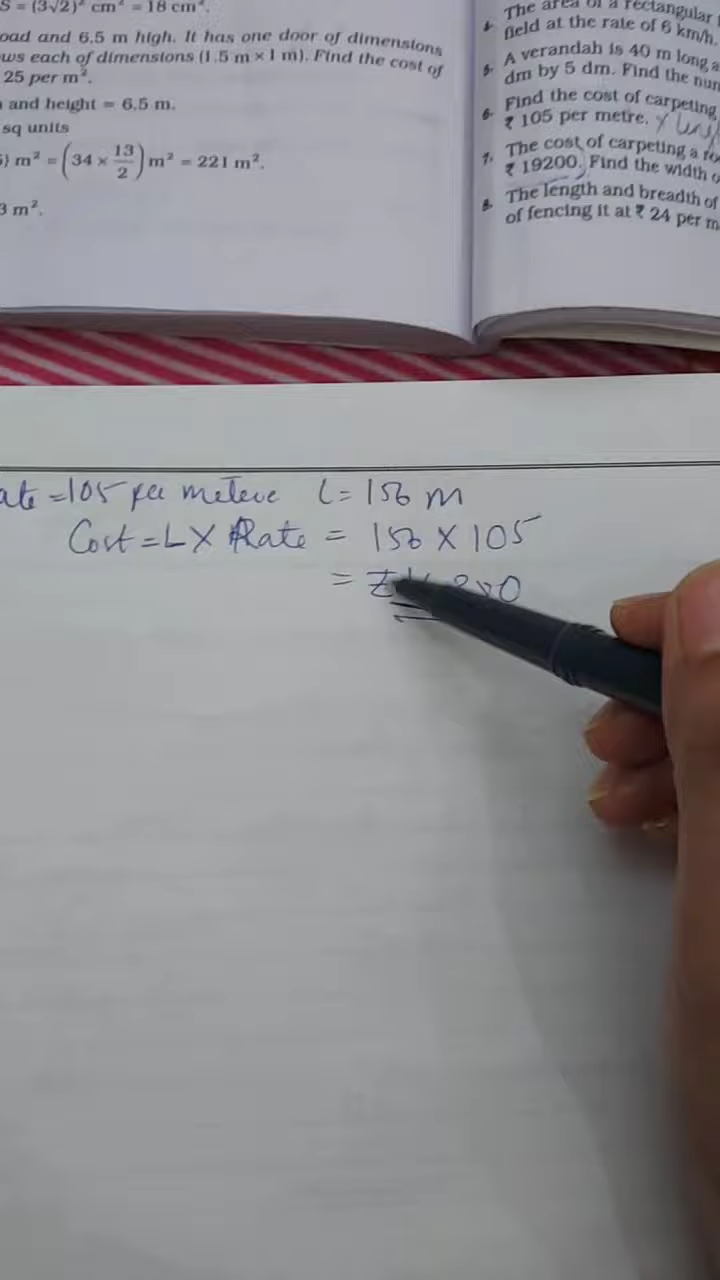 S = (3√2)² cm² = 18 cm².
oad and 6.5 m high. It has one door of dimensions
ws each of dimensions (1.5 m × 1 m). Find the cost of
25 per m².
and height = 6.5 m.
sq units
) m² = (34 × 13/2) m² = 221 m².
3 m².
The area of a rectangular
field at the rate of 6 km/h.
5. A verandah is 40 m long a
dm by 5 dm. Find the num
6. Find the cost of carpeting
₹ 105 per metre.
7. The cost of carpeting a ro
₹ 19200. Find the width o
8. The length and breadth of
of fencing it at ₹ 24 per m
ate = 105 per metere l = 156 m
Cost = L × Rate = 156 × 105
= ₹